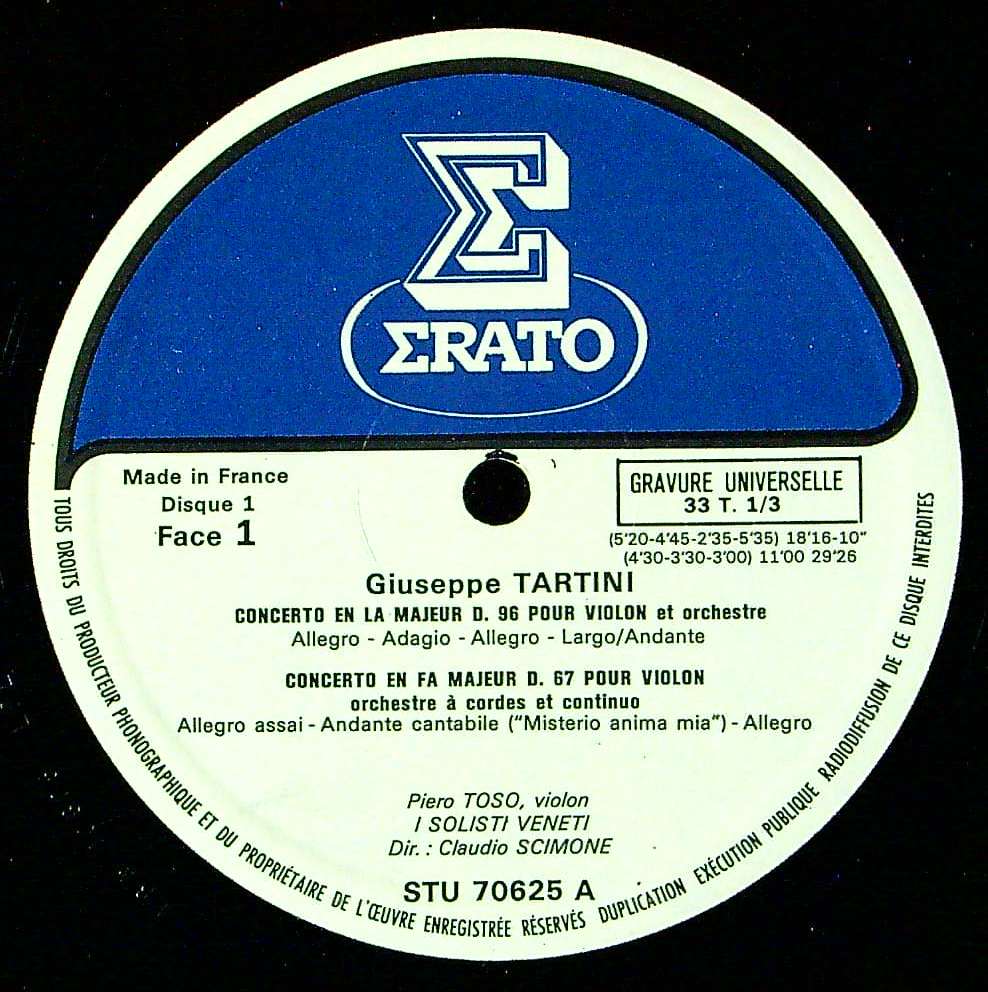 Σ
ΣRATO
Made in France
Disque 1
Face 1
GRAVURE UNIVERSELLE
33 T. 1/3
(5'20-4'45-2'35-5'35) 18'16-10"
(4'30-3'30-3'00) 11'00 29'26
Giuseppe TARTINI
CONCERTO EN LA MAJEUR D. 96 POUR VIOLON et orchestre
Allegro - Adagio - Allegro - Largo/Andante
CONCERTO EN FA MAJEUR D. 67 POUR VIOLON
orchestre à cordes et continuo
Allegro assai - Andante cantabile ("Misterio anima mia") - Allegro
Piero TOSO, violon
I SOLISTI VENETI
Dir. : Claudio SCIMONE
STU 70625 A
TOUS DROITS DU PRODUCTEUR PHONOGRAPHIQUE ET DU PROPRIÉTAIRE DE L'ŒUVRE ENREGISTRÉE RÉSERVÉS DUPLICATION EXÉCUTION PUBLIQUE RADIODIFFUSION DE CE DISQUE INTERDITES